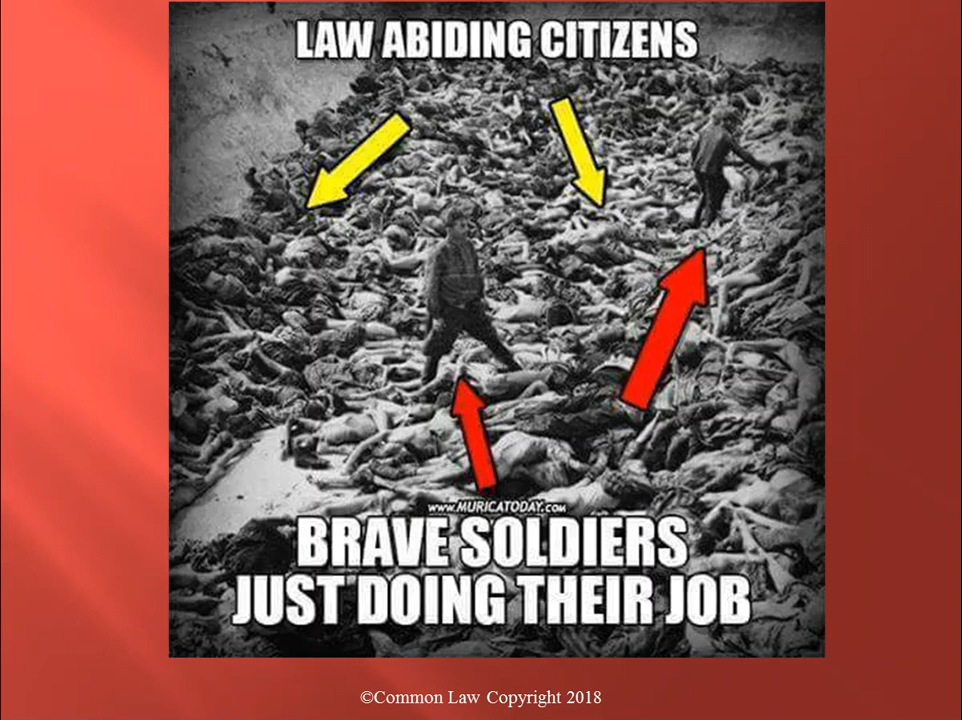 LAW ABIDING CITIZENS
www.MURICATODAY.com
BRAVE SOLDIERS
JUST DOING THEIR JOB
©Common Law Copyright 2018